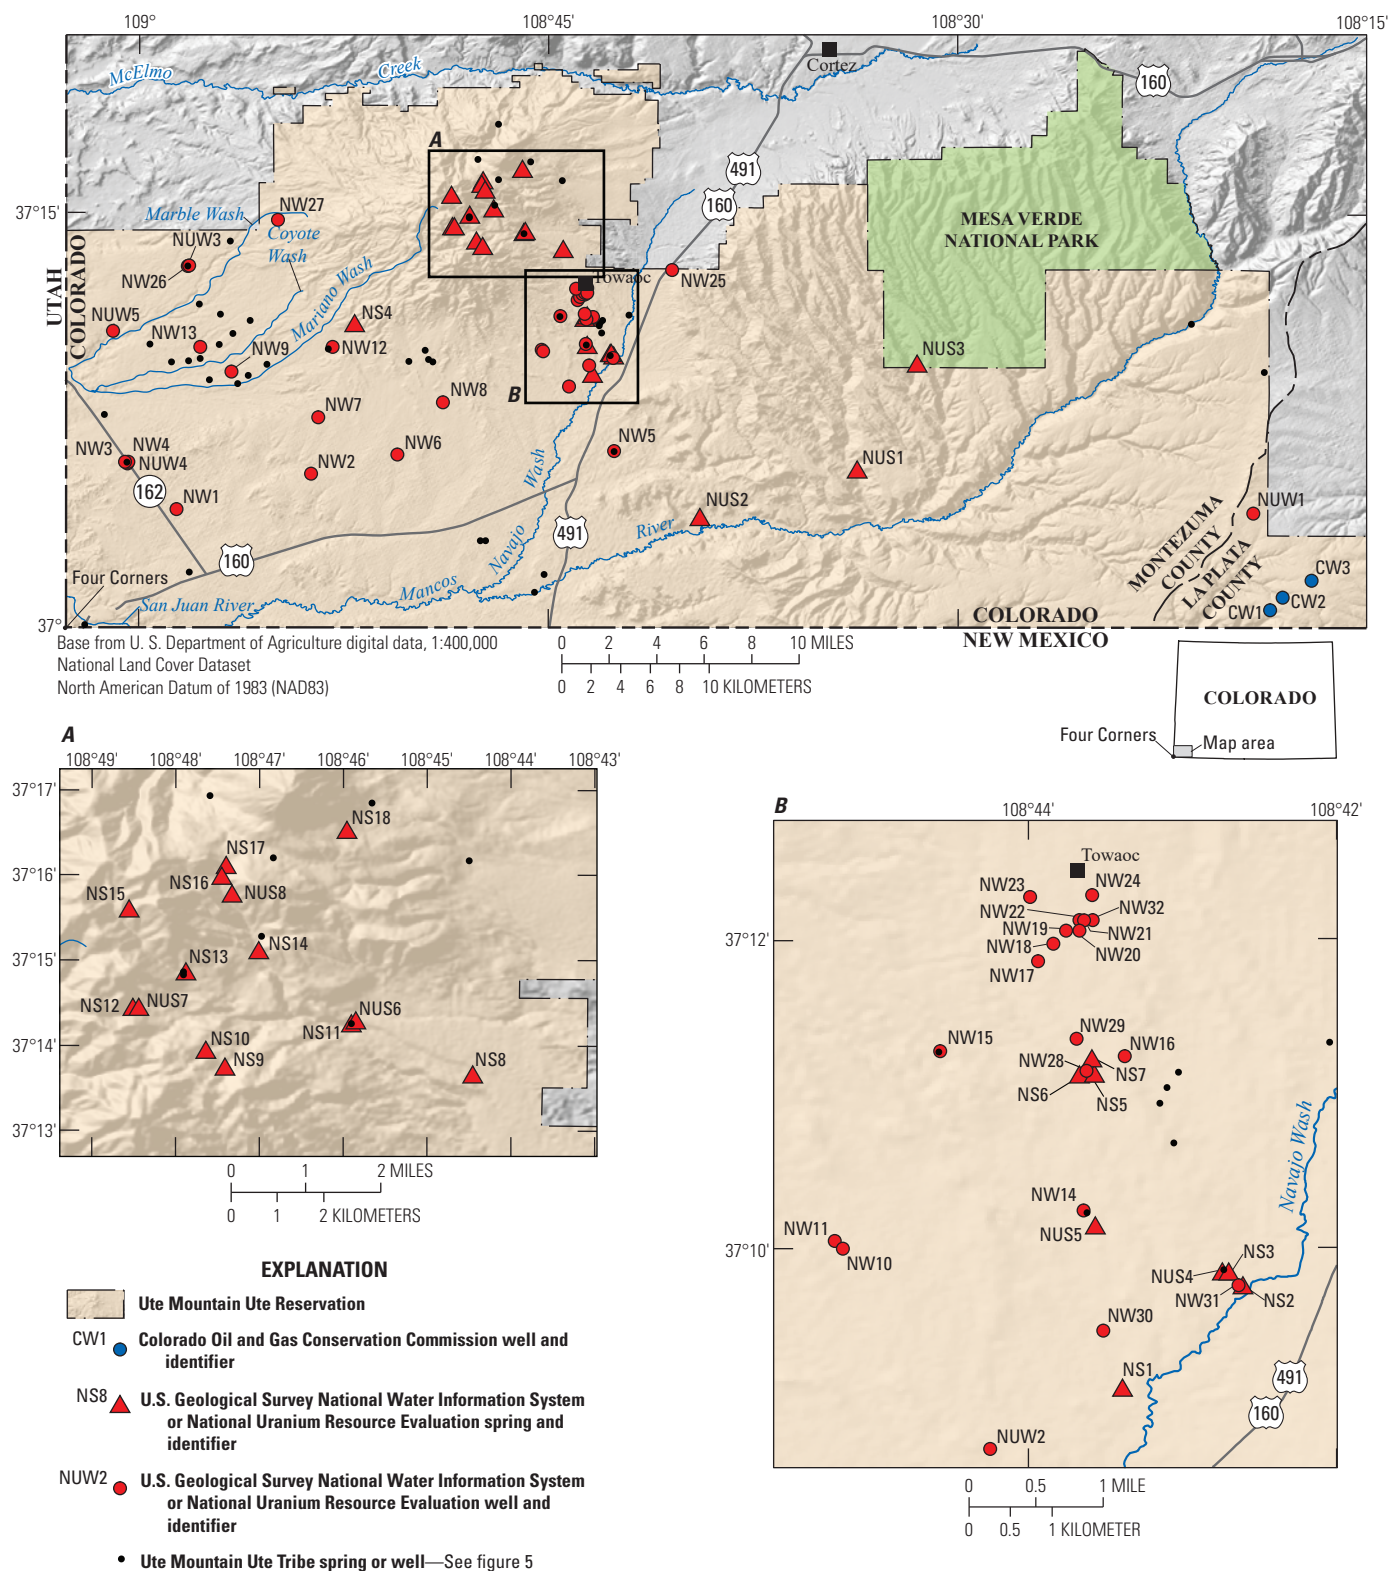 109°
108°45'
108°30'
108°15'
McElmo
Creek
Cortez
160
A
491
160
MESA VERDE
NATIONAL PARK
37°15'
Marble Wash
NW27
Coyote
Wash
NUW3
NW26
Mariano Wash
Towaoc
NW25
UTAH
COLORADO
NUW5
NS4
NW13
NW12
NUS3
NW9
B
NW8
NW7
NW5
NW3
NW4
NUW4
NW6
NW2
NUS1
162
NW1
NUS2
NUW1
Wash
Navajo
491
River
Mancos
160
Four Corners
San Juan River
MONTEZUMA
COUNTY
LA PLATA
COUNTY
CW3
CW2
CW1
37°
COLORADO
NEW MEXICO
Base from U. S. Department of Agriculture digital data, 1:400,000
National Land Cover Dataset
North American Datum of 1983 (NAD83)
0 2 4 6 8 10 MILES
0 2 4 6 8 10 KILOMETERS
COLORADO
Four Corners
Map area
A
108°49' 108°48' 108°47' 108°46' 108°45' 108°44' 108°43'
37°17'
NS18
NS17
37°16'
NS16
NUS8
NS15
NS14
37°15'
NS13
NS12
NUS7
NUS6
NS11
37°14'
NS10
NS9
NS8
37°13'
0 1 2 MILES
0 1 2 KILOMETERS
B
108°44' 108°42'
Towaoc
NW23
NW24
NW22
NW32
NW19
NW21
37°12'
NW18
NW20
NW17
NW29
NW15
NW16
NW28
NS7
NS6
NS5
Navajo Wash
NW14
NUS5
NW11
37°10'
NW10
NS3
NUS4
NW31
NS2
NW30
NS1
491
160
NUW2
0 0.5 1 MILE
0 0.5 1 KILOMETER
EXPLANATION
Ute Mountain Ute Reservation
CW1
Colorado Oil and Gas Conservation Commission well and
identifier
NS8
U.S. Geological Survey National Water Information System
or National Uranium Resource Evaluation spring and
identifier
NUW2
U.S. Geological Survey National Water Information System
or National Uranium Resource Evaluation well and
identifier
Ute Mountain Ute Tribe spring or well—See figure 5